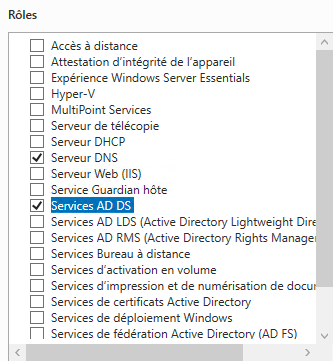 Rôles
Accès à distance
Attestation d'intégrité de l'appareil
Expérience Windows Server Essentials
Hyper-V
MultiPoint Services
Serveur de télécopie
Serveur DHCP
Serveur DNS
Serveur Web (IIS)
Service Guardian hôte
Services AD DS
Services AD LDS (Active Directory Lightweight Dire
Services AD RMS (Active Directory Rights Manager
Services Bureau à distance
Services d'activation en volume
Services d'impression et de numérisation de docu
Services de certificats Active Directory
Services de déploiement Windows
Services de fédération Active Directory (AD FS)